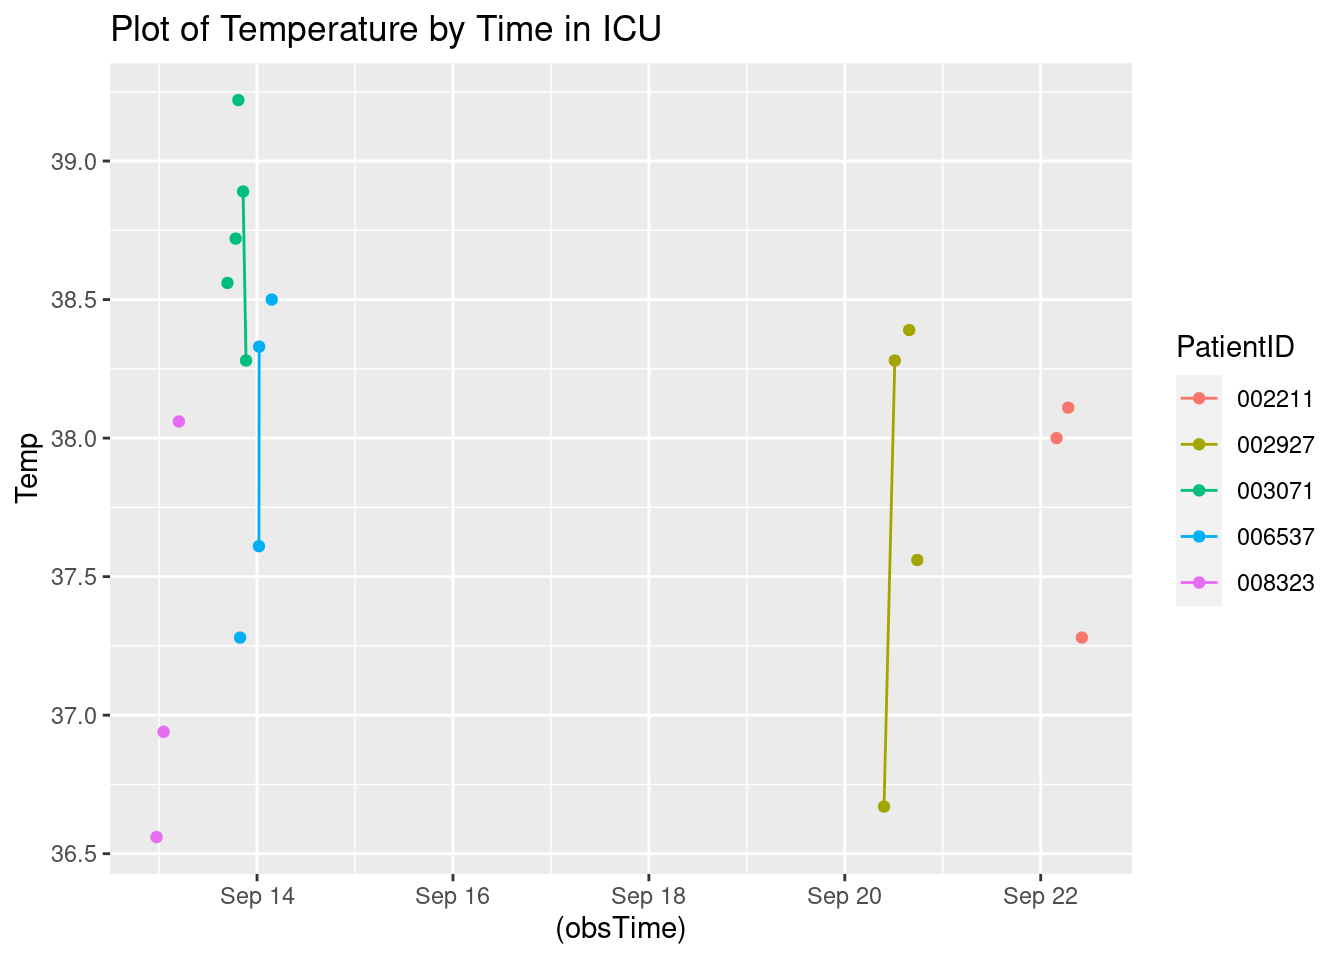 Plot of Temperature by Time in ICU
39.0
38.5
38.0
37.5
37.0
36.5
Temp
Sep 14 Sep 16 Sep 18 Sep 20 Sep 22
(obsTime)
PatientID
002211
002927
003071
006537
008323